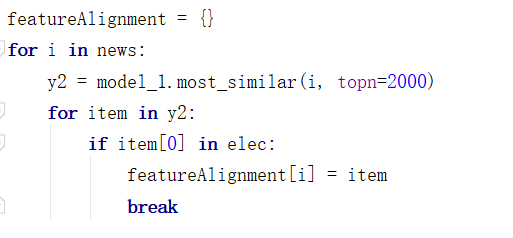 featureAlignment = {}
for i in news:
    y2 = model_1.most_similar(i, topn=2000)
    for item in y2:
        if item[0] in elec:
            featureAlignment[i] = item
            break